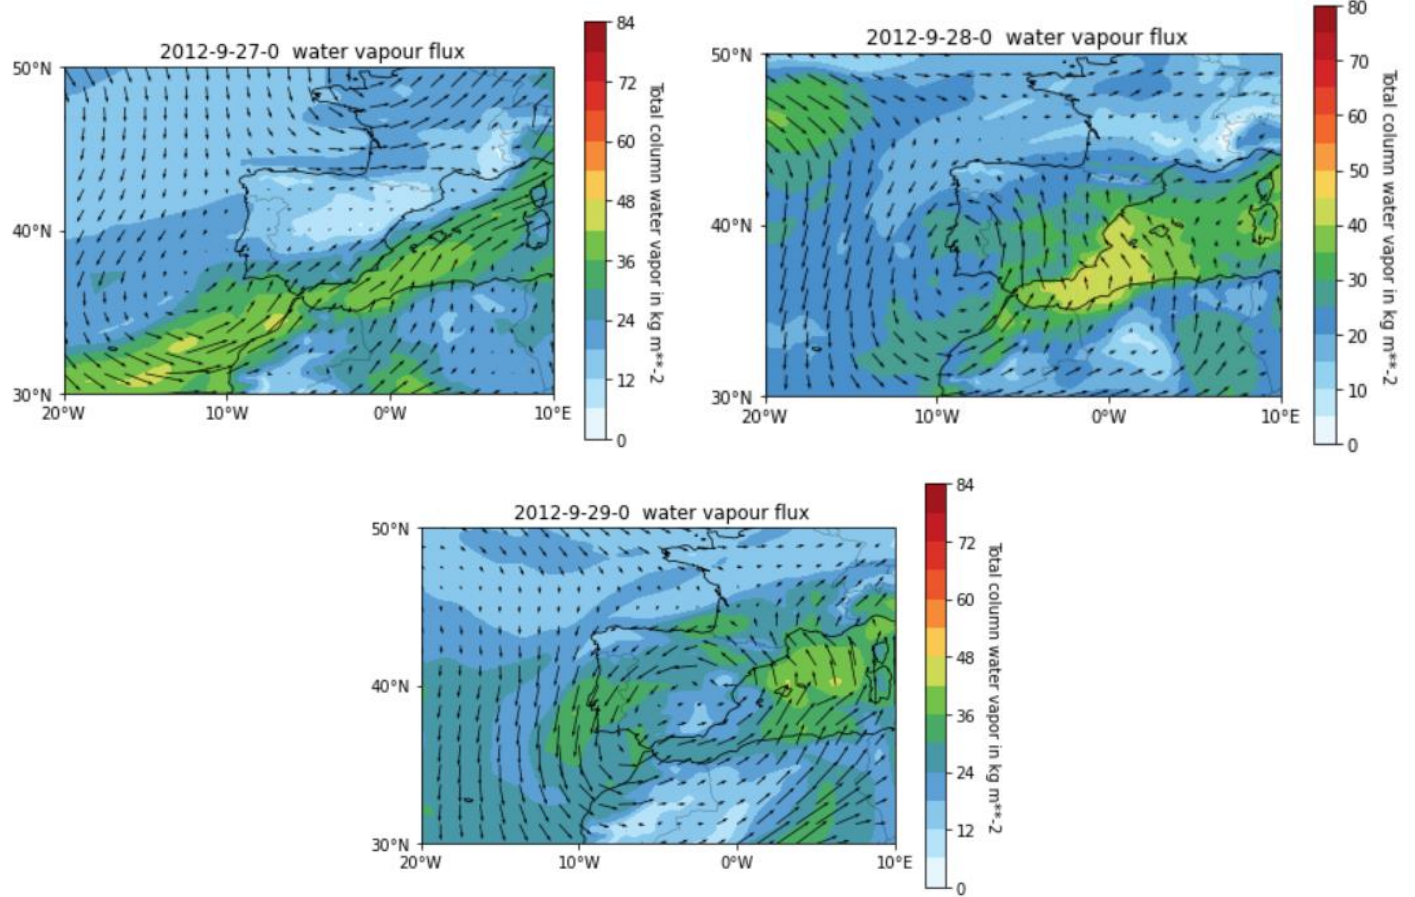 2012-9-27-0 water vapour flux
50°N
40°N
30°N
20°W
10°W
0°W
10°E
84
72
60
48
36
24
12
0
Total column water vapor in kg m**-2
2012-9-28-0 water vapour flux
50°N
40°N
30°N
20°W
10°W
0°W
10°E
80
70
60
50
40
30
20
10
0
Total column water vapor in kg m**-2
2012-9-29-0 water vapour flux
50°N
40°N
30°N
20°W
10°W
0°W
10°E
84
72
60
48
36
24
12
0
Total column water vapor in kg m**-2